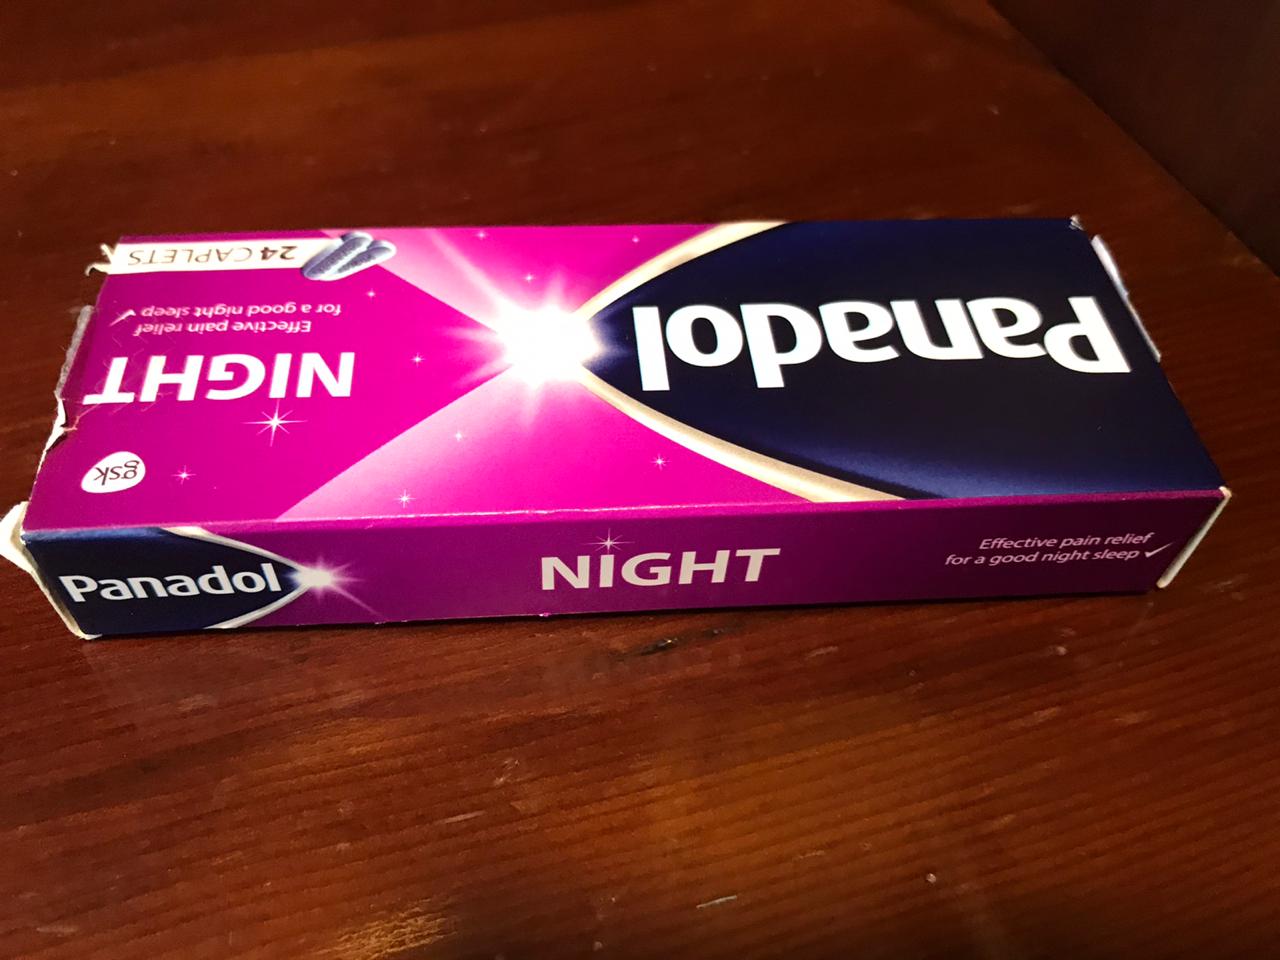 Panadol
24 CAPLETS
Effective pain relief
for a good night sleep
NIGHT
gsk
Panadol
NIGHT
Effective pain relief
for a good night sleep